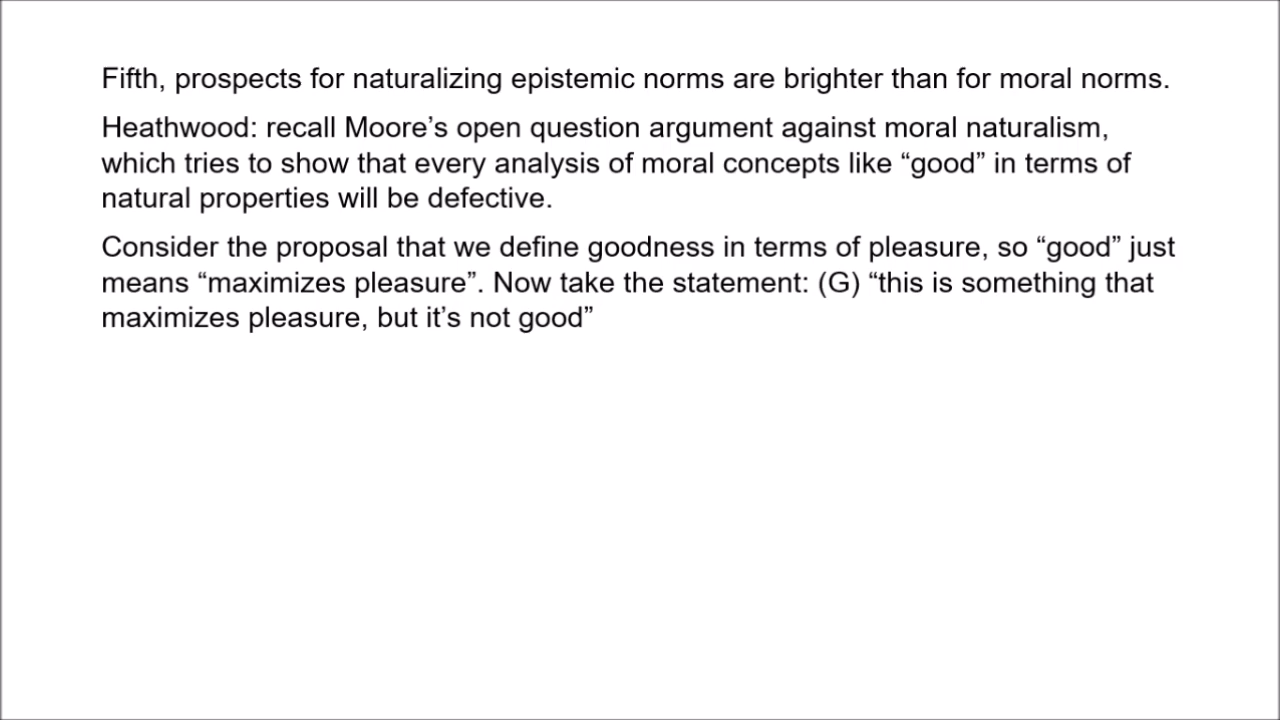 Fifth, prospects for naturalizing epistemic norms are brighter than for moral norms.
Heathwood: recall Moore’s open question argument against moral naturalism,
which tries to show that every analysis of moral concepts like “good” in terms of
natural properties will be defective.
Consider the proposal that we define goodness in terms of pleasure, so “good” just
means “maximizes pleasure”. Now take the statement: (G) “this is something that
maximizes pleasure, but it’s not good”